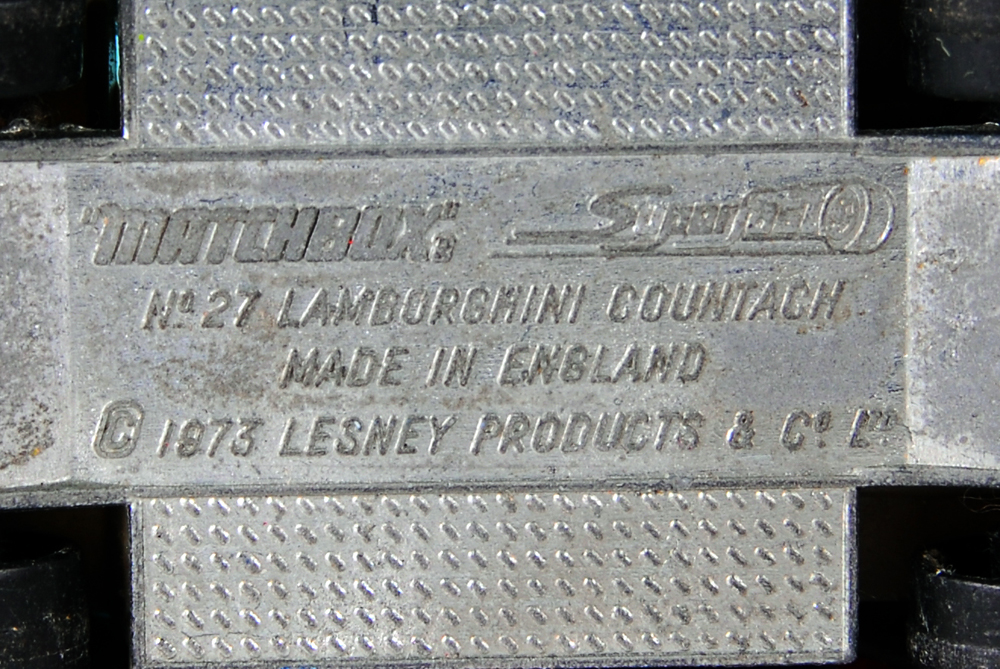 "MATCHBOX"® Superfast
Nº 27 LAMBORGHINI COUNTACH
MADE IN ENGLAND
© 1973 LESNEY PRODUCTS & Cº Lᵀᴰ